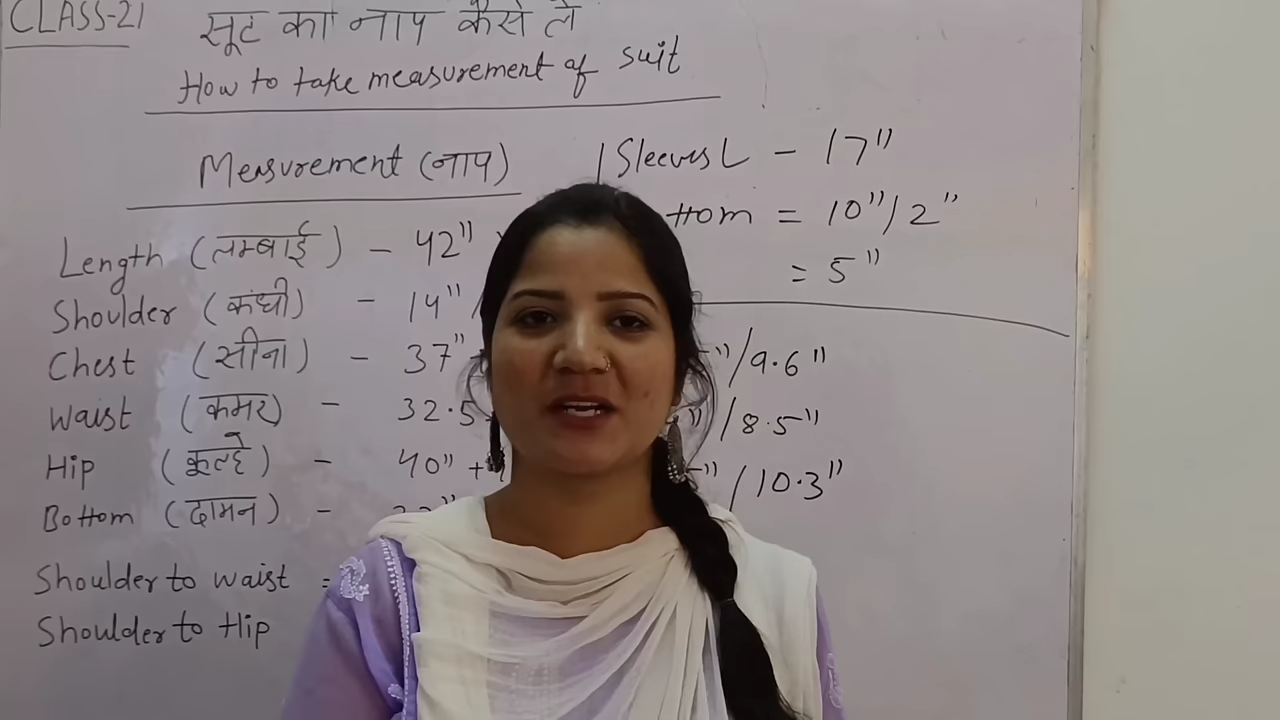 CLASS-21
सूट का नाप कैसे ले
How to take measurement of suit
Measurement (नाप)
Length (लम्बाई) - 42"
Shoulder (कंधी) - 14"
Chest (सीना) - 37"
Waist (कमर) - 32.5
Hip (कूल्हे) - 40" +
Bottom (दामन) -
Shoulder to waist =
Shoulder to Hip
Sleeves L - 17"
ttom = 10"/2"
= 5"
"/9.6"
"/8.5"
"/10.3"